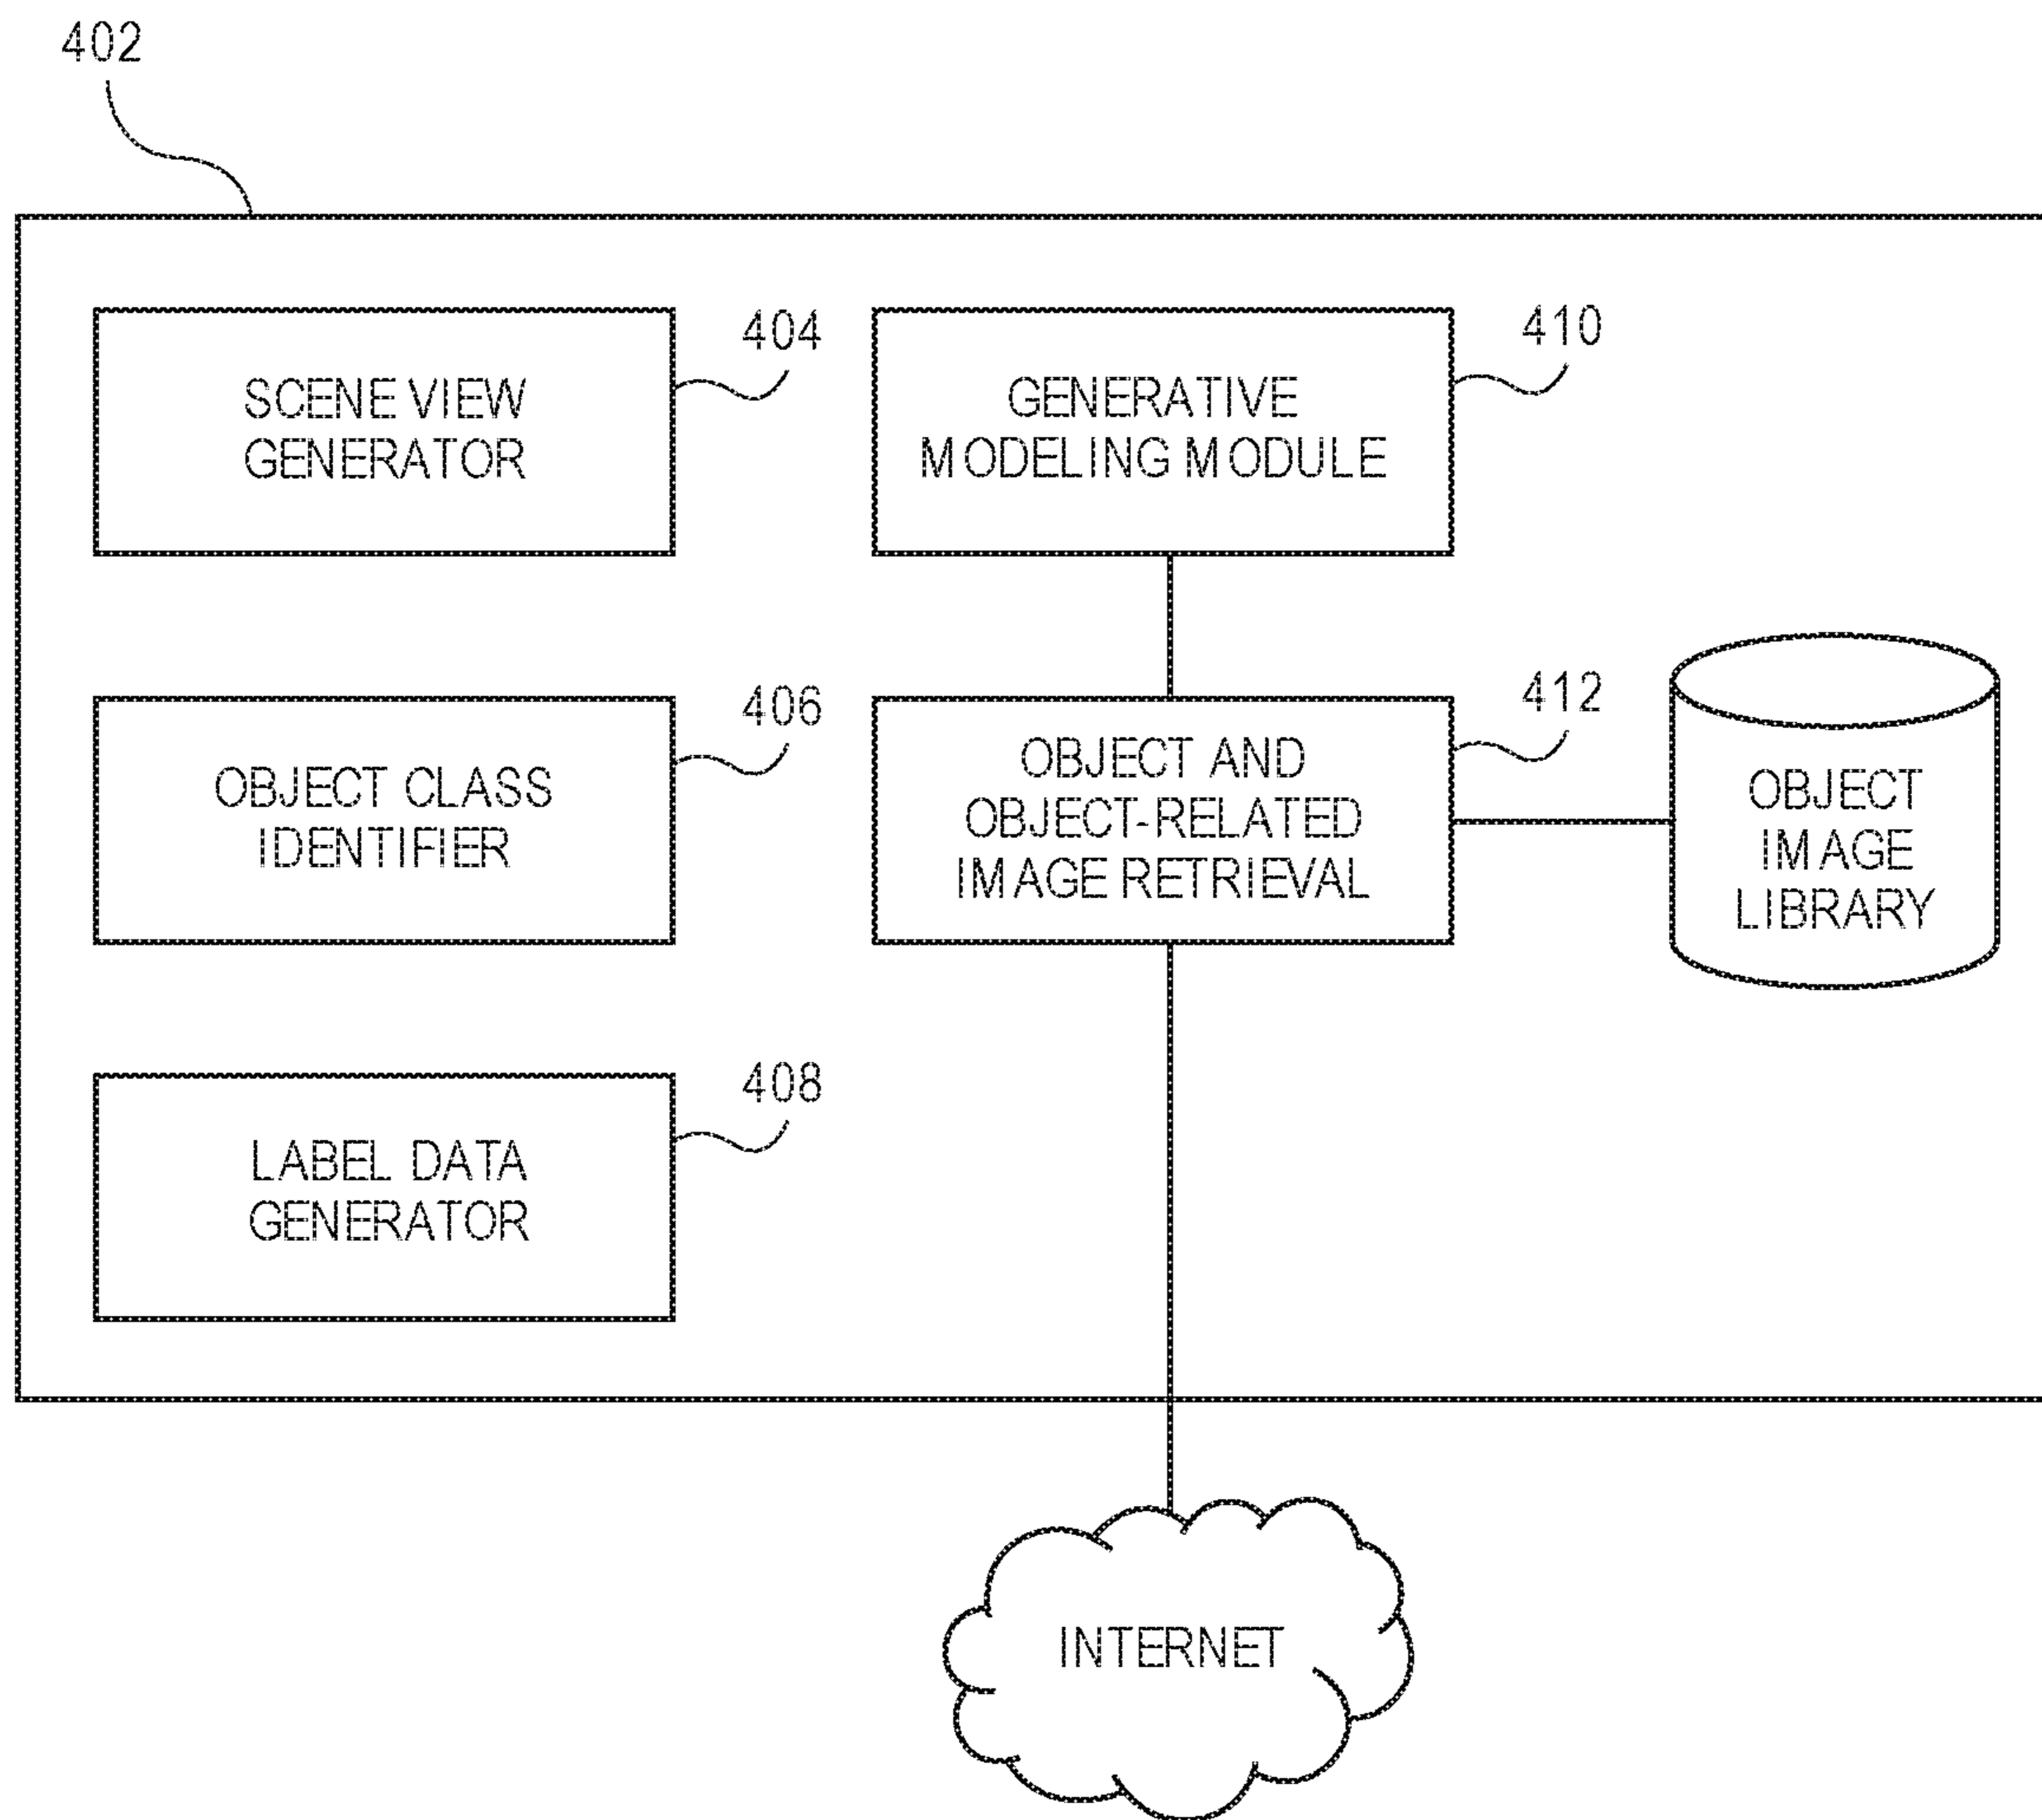 402
SCENE VIEW
GENERATOR
404
GENERATIVE
MODELING MODULE
410
OBJECT CLASS
IDENTIFIER
406
OBJECT AND
OBJECT-RELATED
IMAGE RETRIEVAL
412
OBJECT
IMAGE
LIBRARY
LABEL DATA
GENERATOR
408
INTERNET